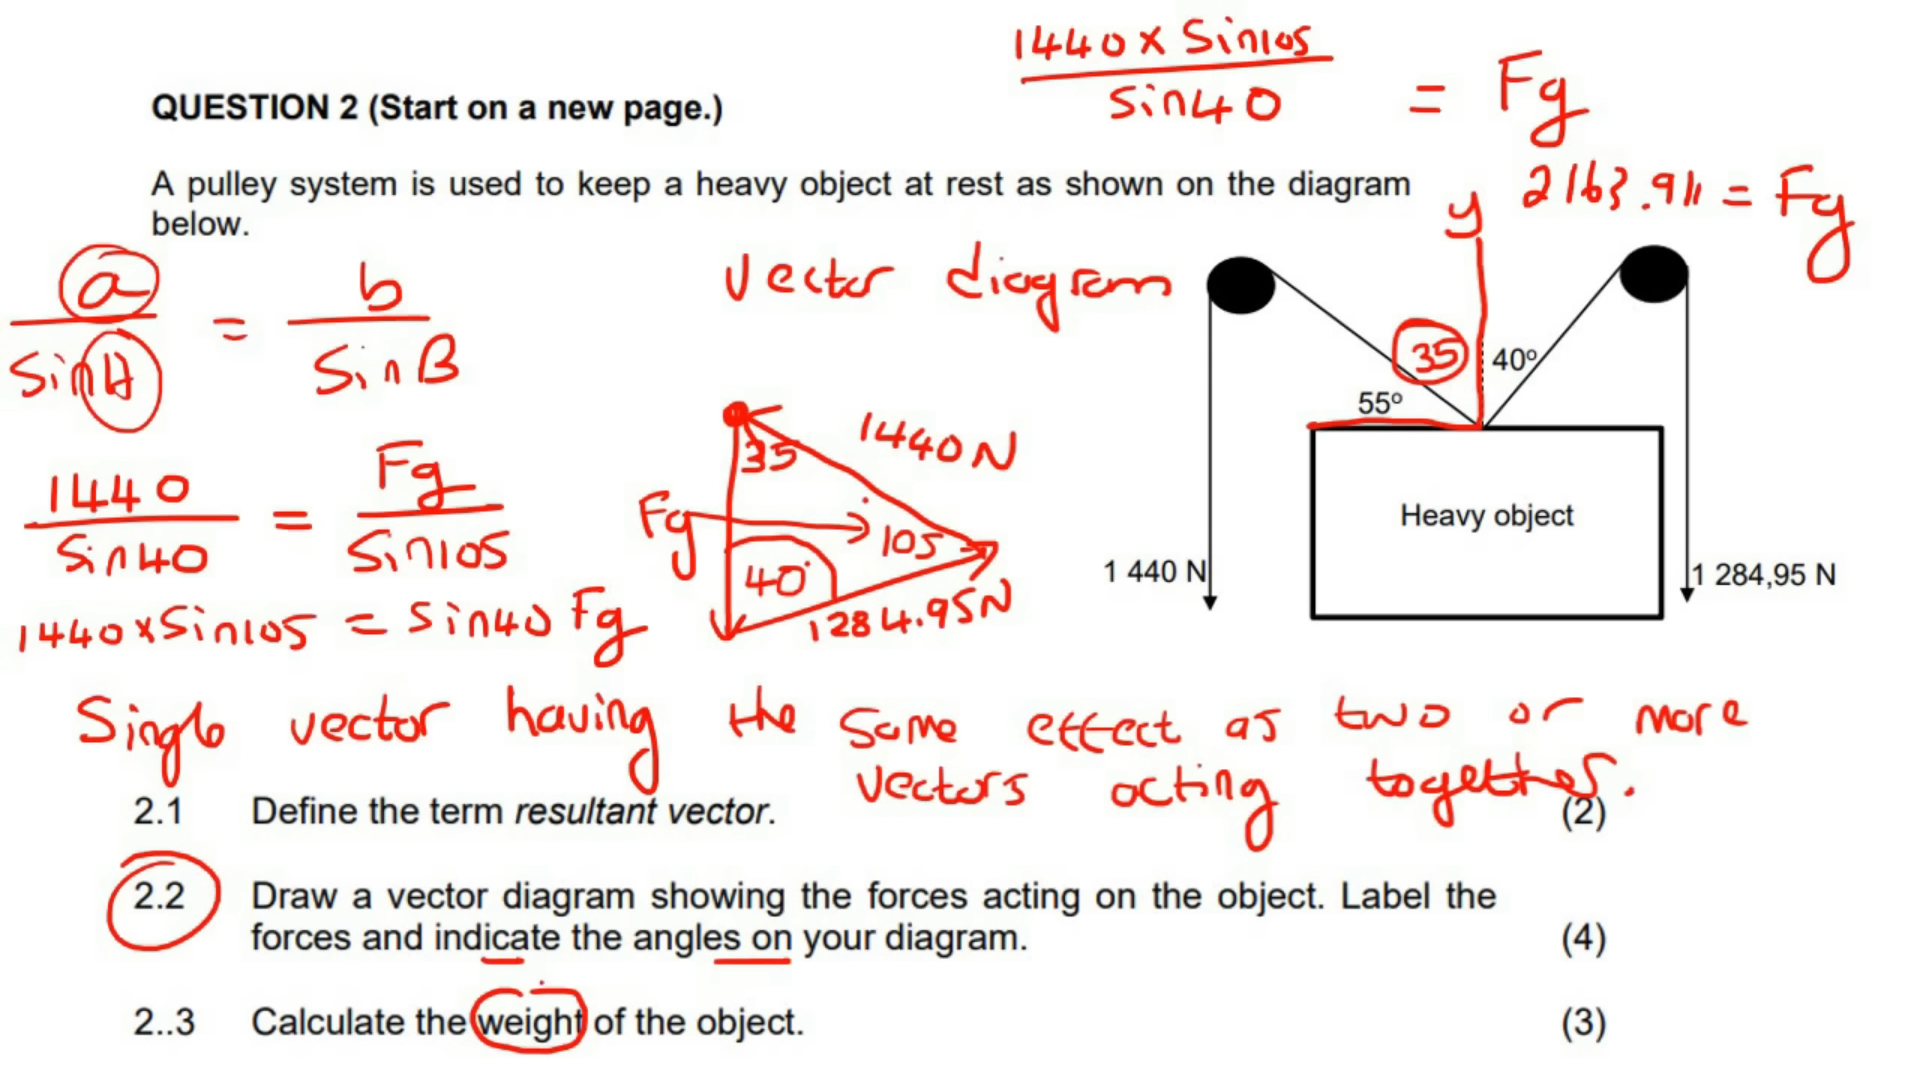 1440 x Sin105
Sin40
= Fg
QUESTION 2 (Start on a new page.)
A pulley system is used to keep a heavy object at rest as shown on the diagram
below.
y
2163.911 = Fg
a = b
SinA SinB
vector diagram
35
40°
55°
1440 = Fg
Sin40 Sin105
1440xSin105 = Sin40 Fg
35
1440N
Fg
105
40°
1284.95N
Heavy object
1 440 N
1 284,95 N
Single vector having the same effect as two or more
vectors acting together.
2.1 Define the term resultant vector. (2)
2.2 Draw a vector diagram showing the forces acting on the object. Label the
forces and indicate the angles on your diagram. (4)
2..3 Calculate the weight of the object. (3)